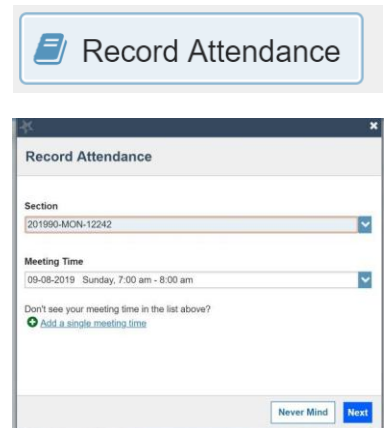 Record Attendance
Record Attendance
Section
201990-MON-12242
Meeting Time
09-08-2019 Sunday, 7:00 am - 8:00 am
Don't see your meeting time in the list above?
Add a single meeting time
Never Mind Next